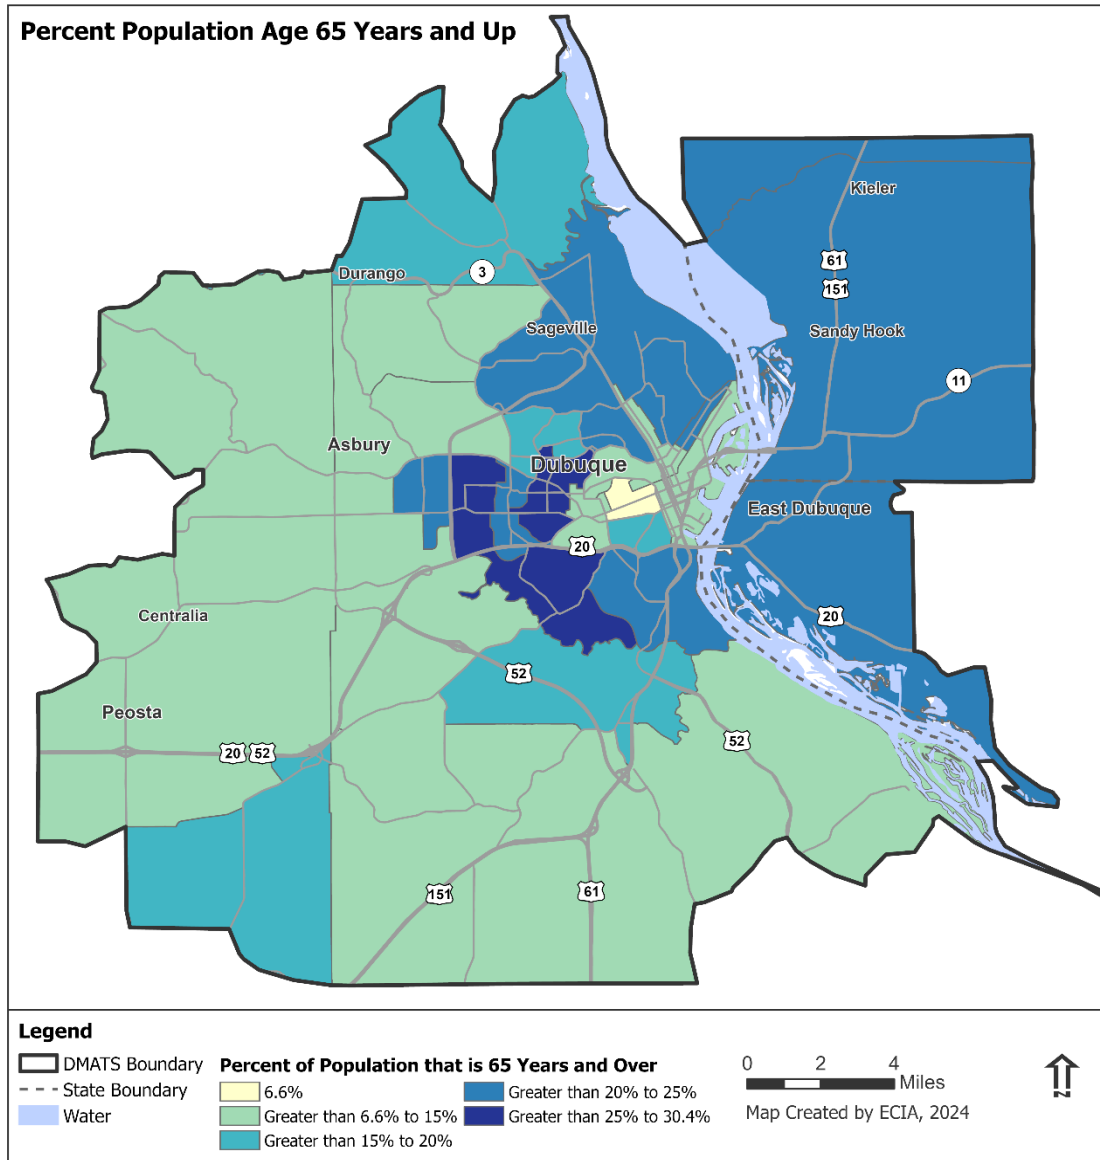 Percent Population Age 65 Years and Up
Kieler
Durango
3
61
151
Sageville
Sandy Hook
11
Asbury
Dubuque
East Dubuque
20
Centralia
20
52
Peosta
20 52
52
151
61
Legend
DMATS Boundary
State Boundary
Water
Percent of Population that is 65 Years and Over
6.6%
Greater than 6.6% to 15%
Greater than 15% to 20%
Greater than 20% to 25%
Greater than 25% to 30.4%
0 2 4
Miles
Map Created by ECIA, 2024
N